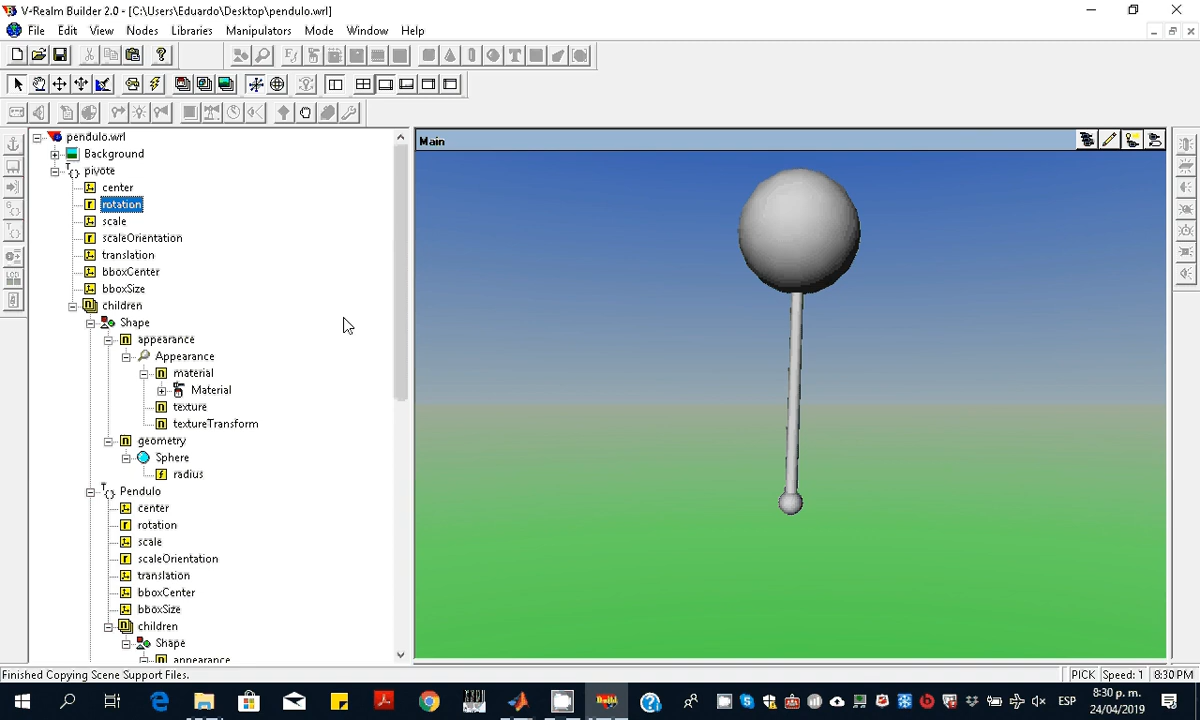 V-Realm Builder 2.0 - [C:\Users\Eduardo\Desktop\pendulo.wrl]
File Edit View Nodes Libraries Manipulators Mode Window Help
pendulo.wrl
Background
pivote
center
rotation
scale
scaleOrientation
translation
bboxCenter
bboxSize
children
Shape
appearance
Appearance
material
Material
texture
textureTransform
geometry
Sphere
radius
Pendulo
center
rotation
scale
scaleOrientation
translation
bboxCenter
bboxSize
children
Shape
appearance
Main
Finished Copying Scene Support Files.
PICK Speed: 1 8:30 PM
ESP
8:30 p. m.
24/04/2019